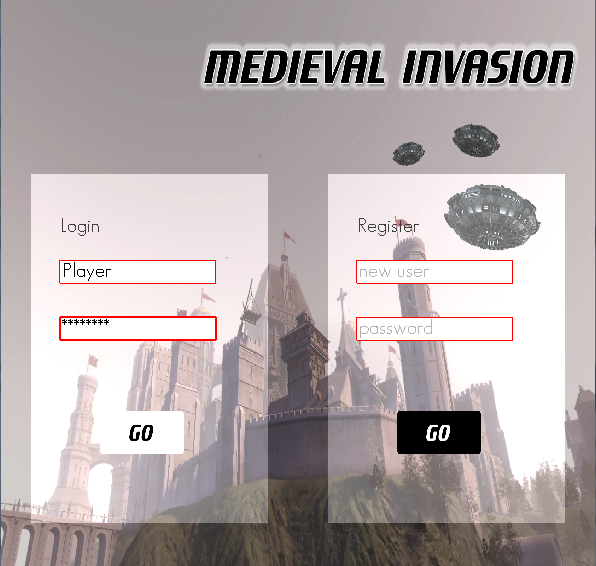 MEDIEVAL INVASION
Login
Player
********
GO
Register
new user
password
GO